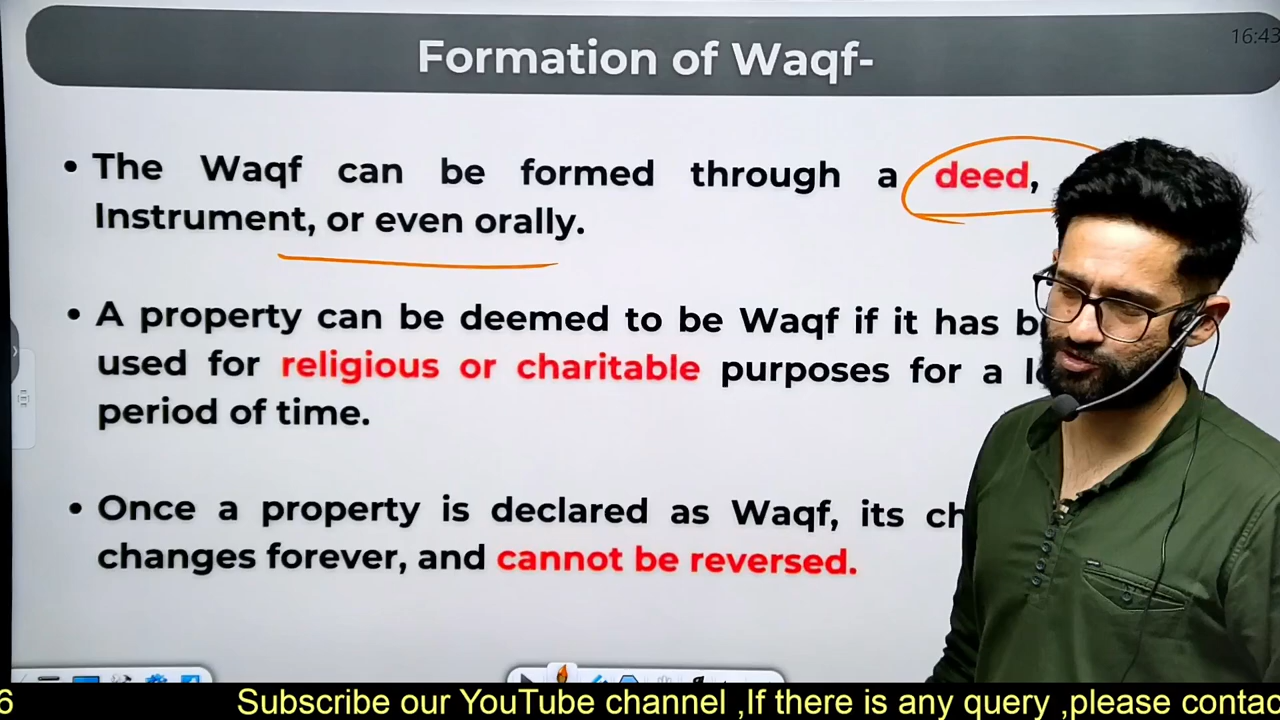 16:43
Formation of Waqf-
• The Waqf can be formed through a deed,
Instrument, or even orally.
• A property can be deemed to be Waqf if it has
used for religious or charitable purposes for a
period of time.
• Once a property is declared as Waqf, its
changes forever, and cannot be reversed.
6 Subscribe our YouTube channel ,If there is any query ,please